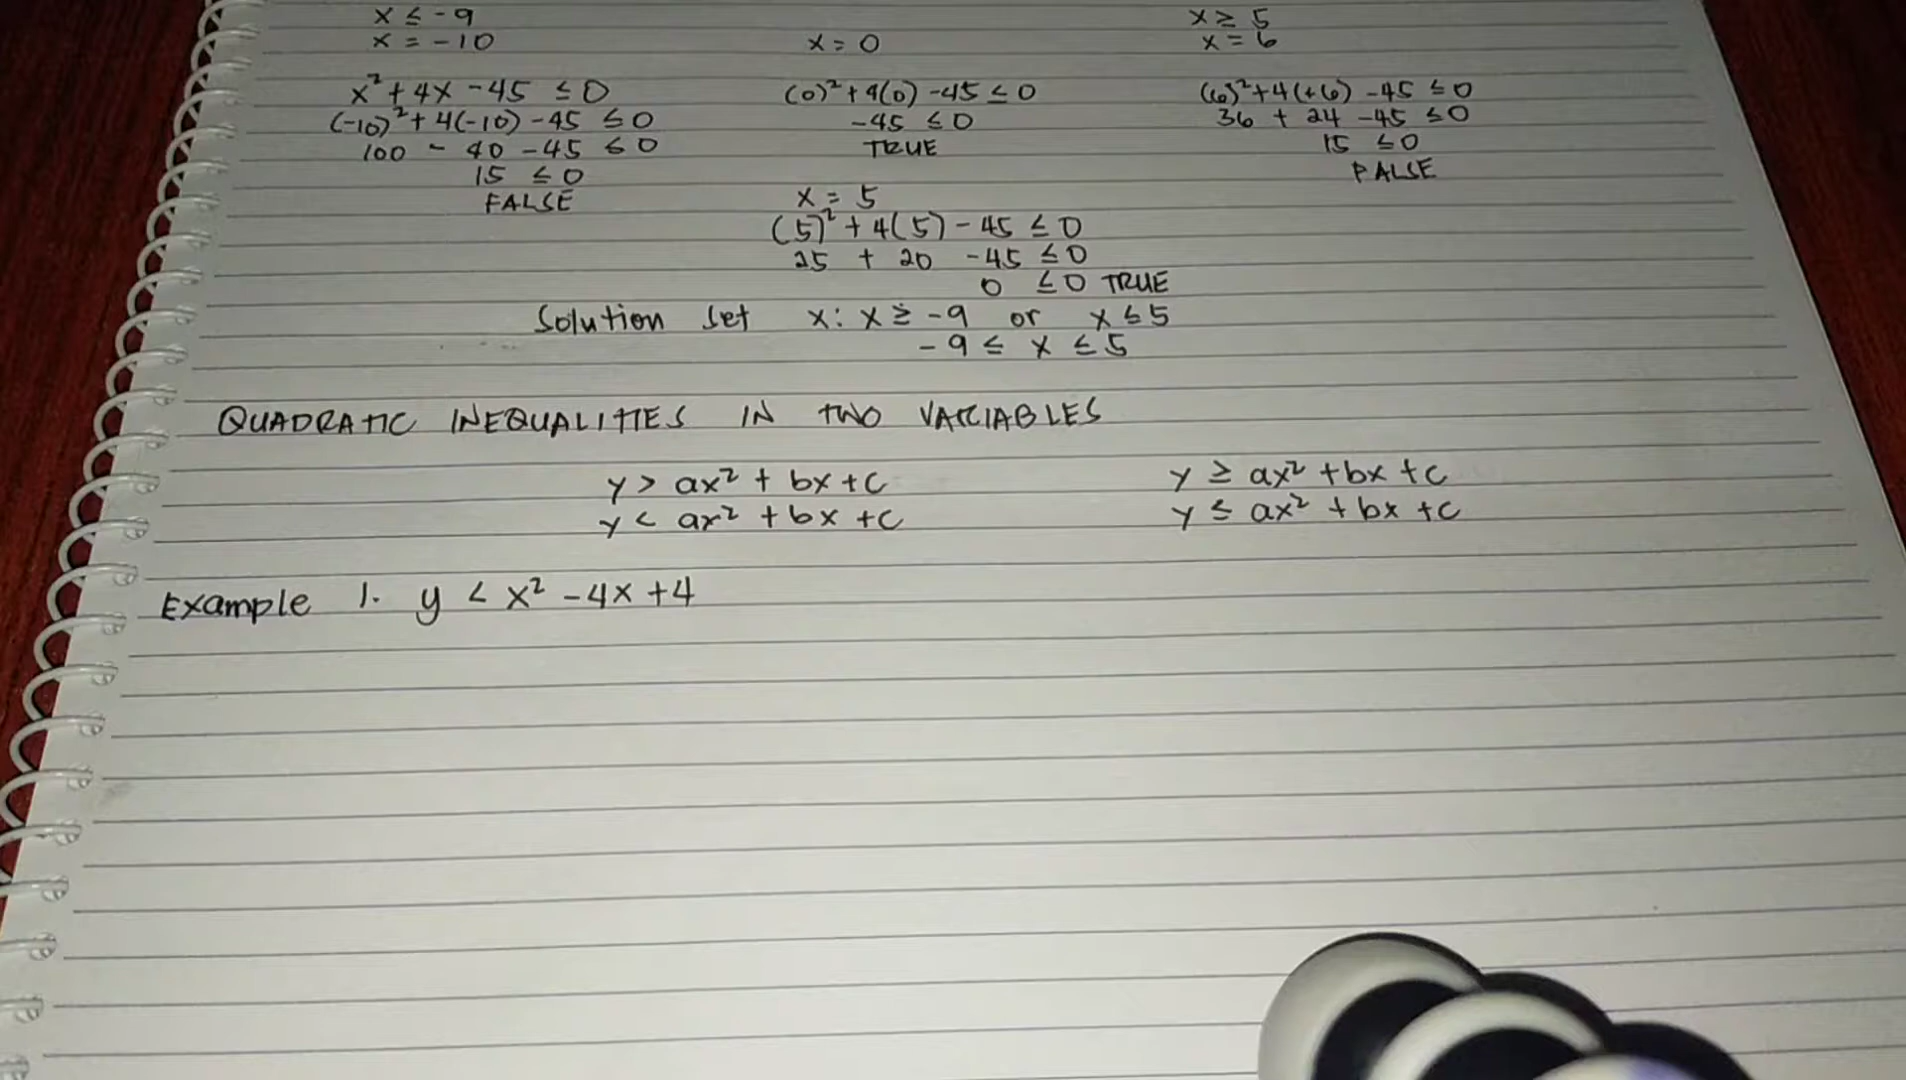 x ≤ -9 x ≥ 5
x = -10 x = 0 x = 6
x² + 4x - 45 ≤ 0 (0)² + 4(0) - 45 ≤ 0 (6)² + 4(+6) - 45 ≤ 0
(-10)² + 4(-10) - 45 ≤ 0 -45 ≤ 0 36 + 24 - 45 ≤ 0
100 - 40 - 45 ≤ 0 TRUE 15 ≤ 0
15 ≤ 0 FALSE
FALSE x = 5
(5)² + 4(5) - 45 ≤ 0
25 + 20 - 45 ≤ 0
0 ≤ 0 TRUE
Solution set x: x ≥ -9 or x ≤ 5
-9 ≤ x ≤ 5
QUADRATIC INEQUALITIES IN TWO VARIABLES
y > ax² + bx + c y ≥ ax² + bx + c
y < ax² + bx + c y ≤ ax² + bx + c
Example 1. y < x² - 4x + 4